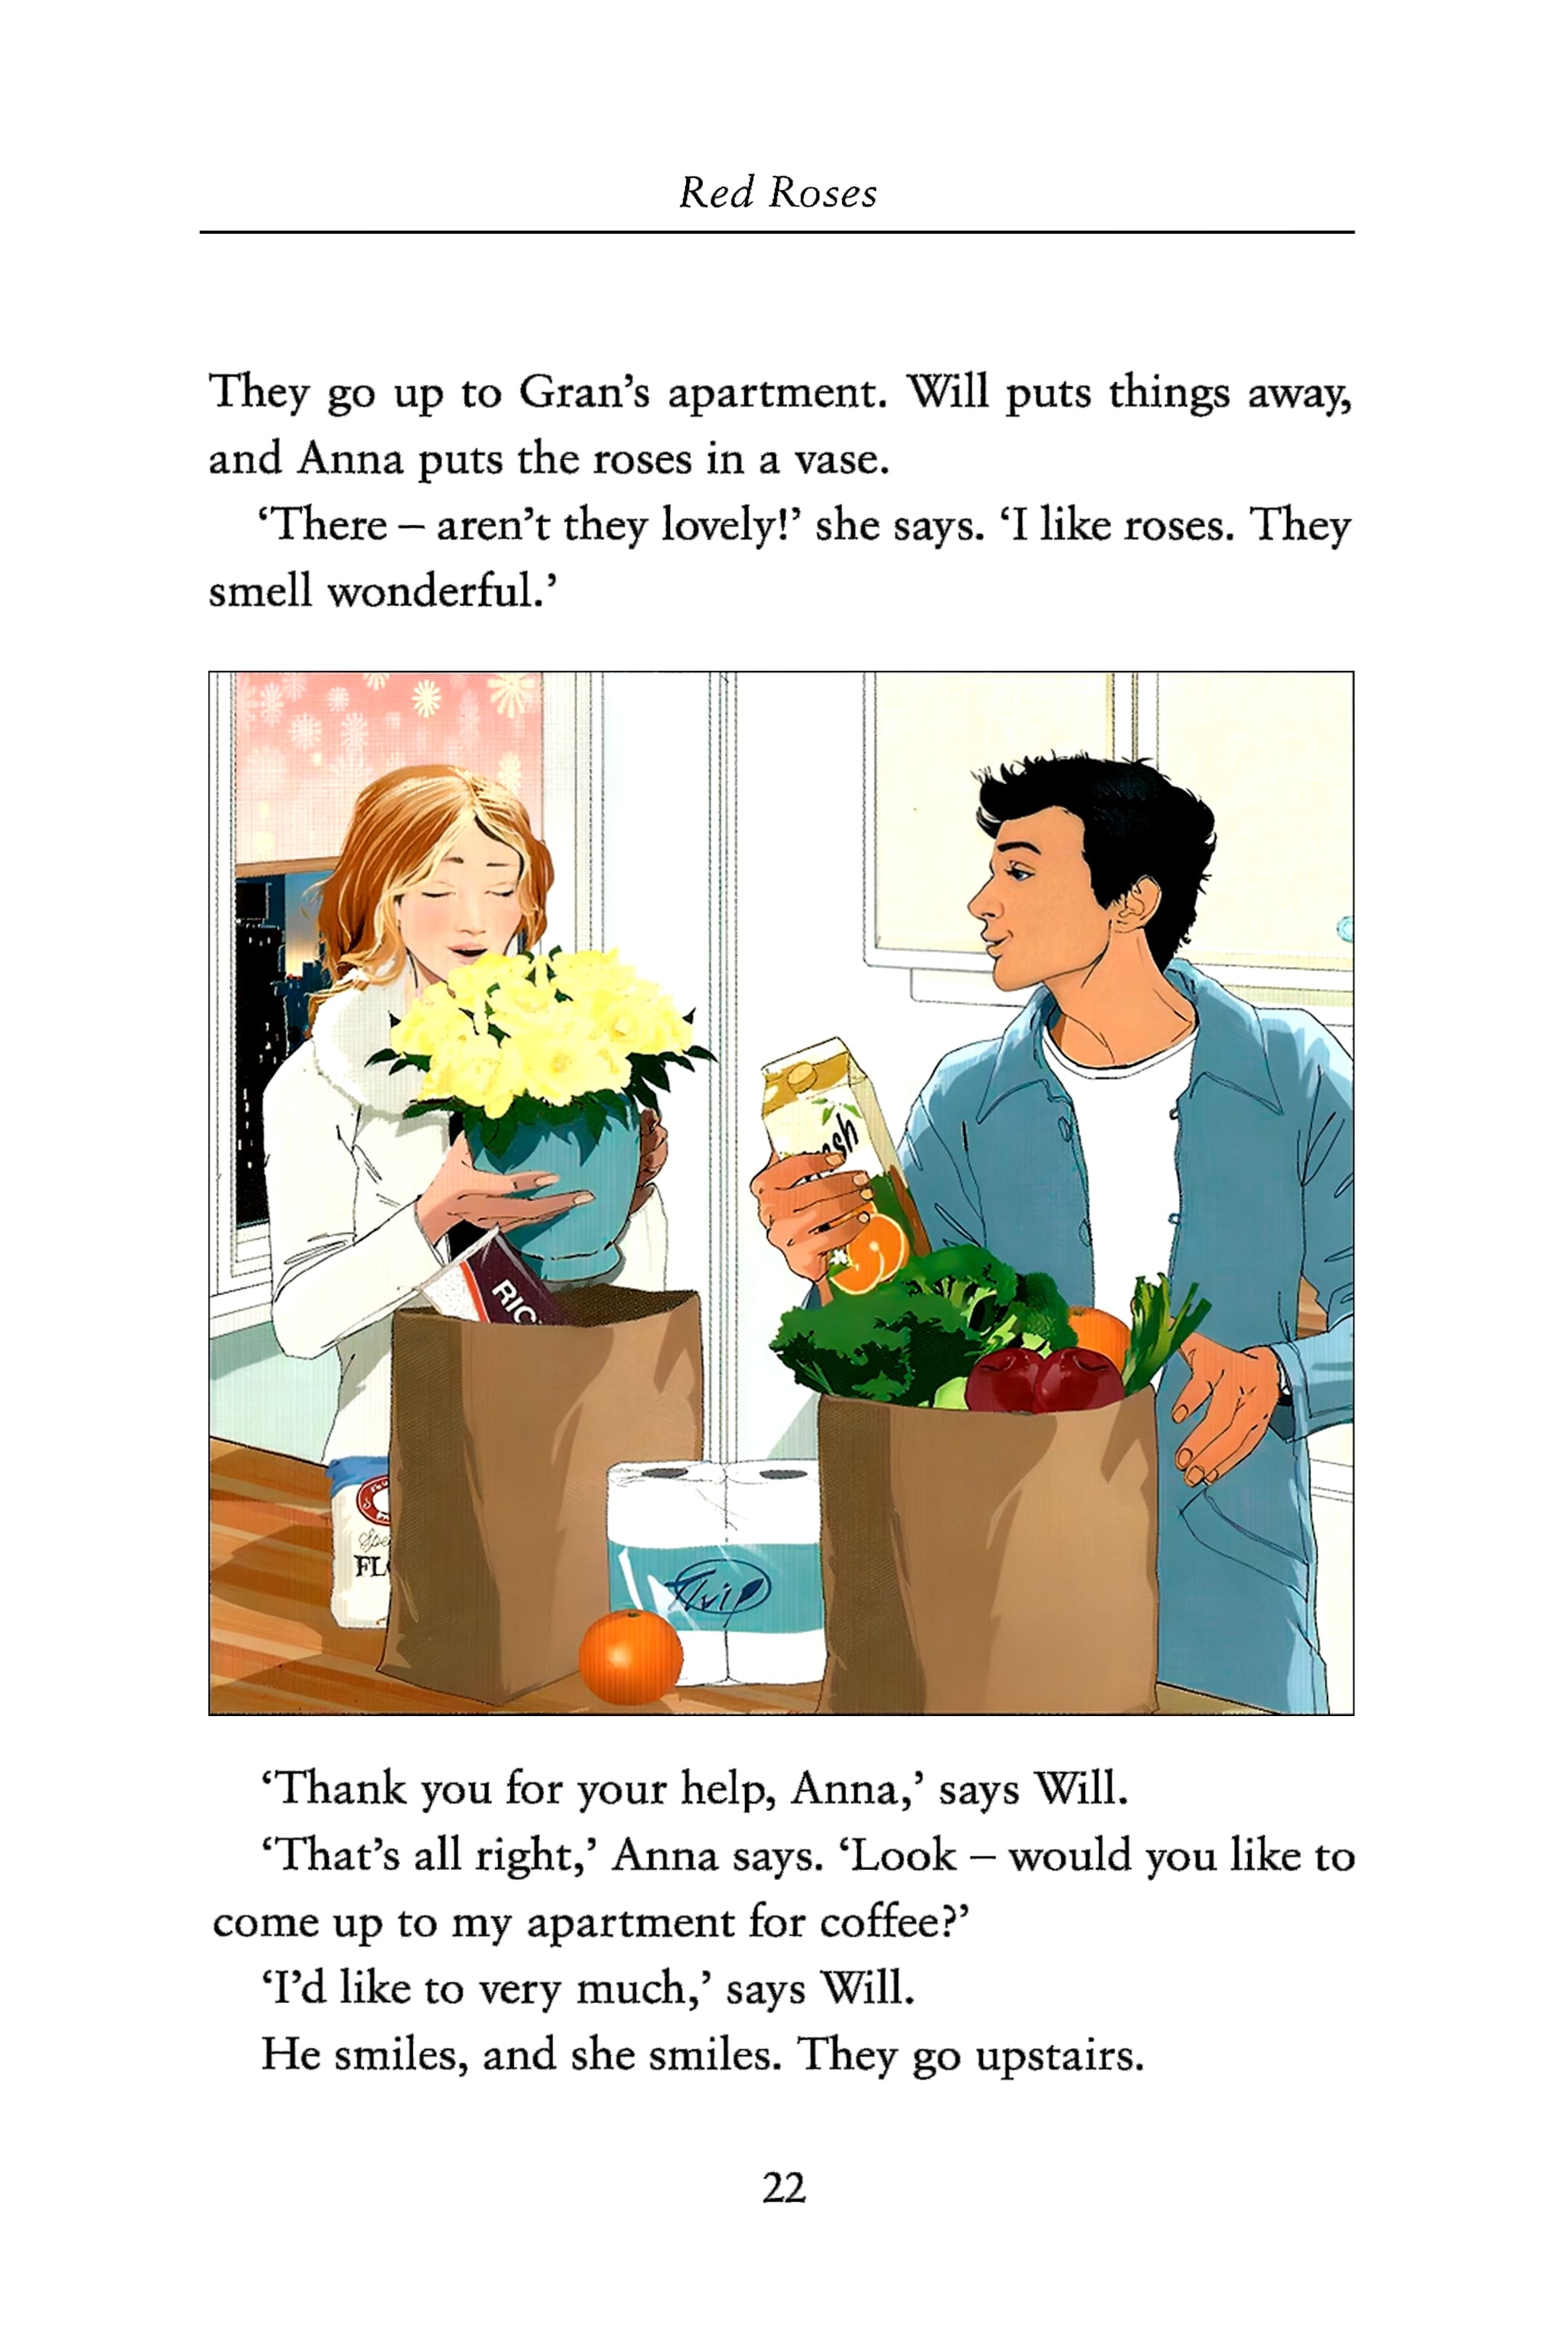 Red Roses
They go up to Gran’s apartment. Will puts things away,
and Anna puts the roses in a vase.
‘There – aren’t they lovely!’ she says. ‘I like roses. They
smell wonderful.’
RIC
FL
‘Thank you for your help, Anna,’ says Will.
‘That’s all right,’ Anna says. ‘Look – would you like to
come up to my apartment for coffee?’
‘I’d like to very much,’ says Will.
He smiles, and she smiles. They go upstairs.
22